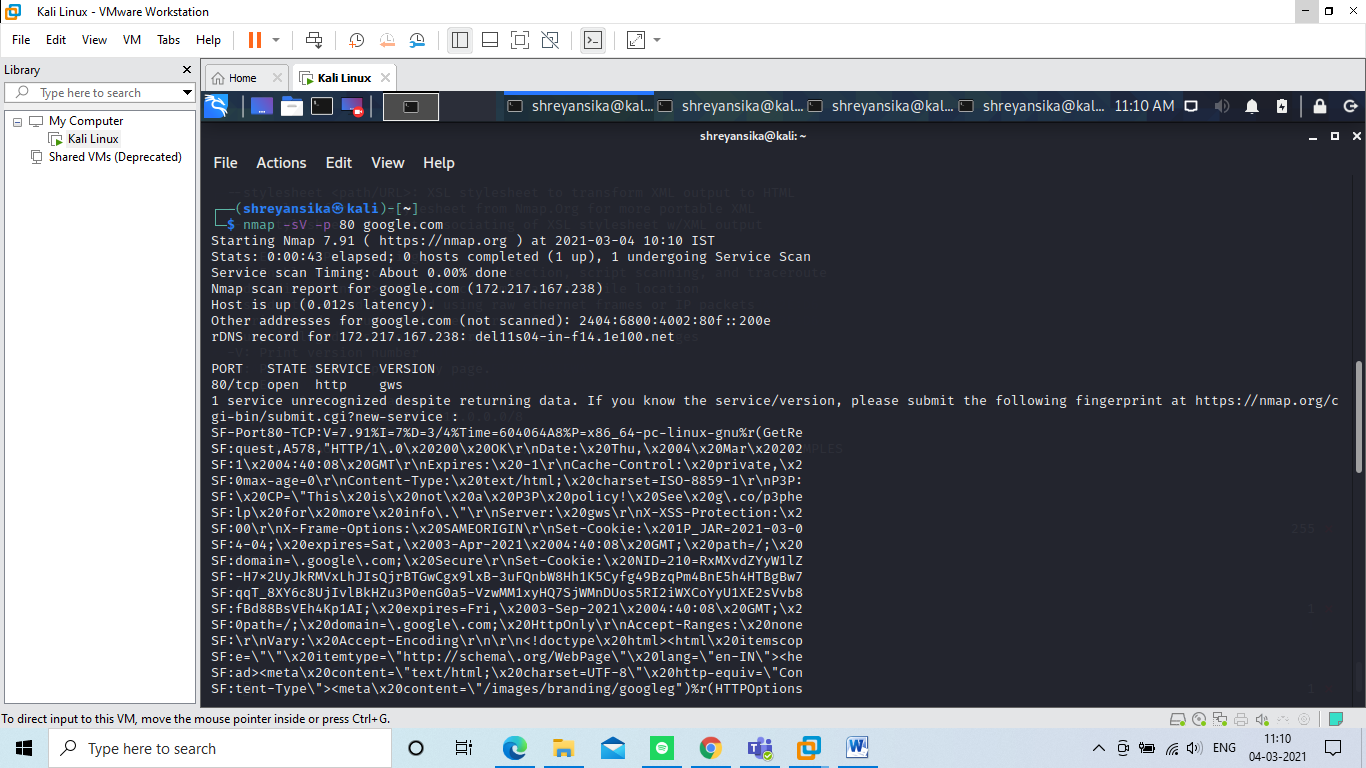 Kali Linux - VMware Workstation
File Edit View VM Tabs Help
Library
Type here to search
My Computer
Kali Linux
Shared VMs (Deprecated)
Home
Kali Linux
shreyansika@kal... shreyansika@kal... shreyansika@kal... shreyansika@kal... 11:10 AM
shreyansika@kali: ~
File Actions Edit View Help
--stylesheet <path/URL>: XSL stylesheet to transform XML output to HTML
(shreyansika㉿kali)-[~]
$ nmap -sV -p 80 google.com
Starting Nmap 7.91 ( https://nmap.org ) at 2021-03-04 10:10 IST
Stats: 0:00:43 elapsed; 0 hosts completed (1 up), 1 undergoing Service Scan
Service scan Timing: About 0.00% done
Nmap scan report for google.com (172.217.167.238)
Host is up (0.012s latency).
Other addresses for google.com (not scanned): 2404:6800:4002:80f::200e
rDNS record for 172.217.167.238: del11s04-in-f14.1e100.net
-V: Print version number
PORT STATE SERVICE VERSION
80/tcp open http gws
1 service unrecognized despite returning data. If you know the service/version, please submit the following fingerprint at https://nmap.org/c
gi-bin/submit.cgi?new-service :
SF-Port80-TCP:V=7.91%I=7%D=3/4%Time=604064A8%P=x86_64-pc-linux-gnu%r(GetRe
SF:quest,A578,"HTTP/1\.0\x20200\x20OK\r\nDate:\x20Thu,\x2004\x20Mar\x20202
SF:1\x2004:40:08\x20GMT\r\nExpires:\x20-1\r\nCache-Control:\x20private,\x2
SF:0max-age=0\r\nContent-Type:\x20text/html;\x20charset=ISO-8859-1\r\nP3P:
SF:\x20CP=\"This\x20is\x20not\x20a\x20P3P\x20policy!\x20See\x20g\.co/p3phe
SF:lp\x20for\x20more\x20info\.\"\r\nServer:\x20gws\r\nX-XSS-Protection:\x2
SF:00\r\nX-Frame-Options:\x20SAMEORIGIN\r\nSet-Cookie:\x201P_JAR=2021-03-0
SF:4-04;\x20expires=Sat,\x2003-Apr-2021\x2004:40:08\x20GMT;\x20path=/;\x20
SF:domain=\.google\.com;\x20Secure\r\nSet-Cookie:\x20NID=210=RxMXvdZYyW1lZ
SF:-H7×2UyJkRMVxLhJIsQjrBTGwCgx9lxB-3uFQnbW8Hh1K5Cyfg49BzqPm4BnE5h4HTBgBw7
SF:qqT_8XY6c8UjIvlBkHZu3P0enG0a5-VzwMM1xyHQ7SjWMnDUos5RI2iWXCoYyU1XE2sVvb8
SF:fBd88BsVEh4Kp1AI;\x20expires=Fri,\x2003-Sep-2021\x2004:40:08\x20GMT;\x2
SF:0path=/;\x20domain=\.google\.com;\x20HttpOnly\r\nAccept-Ranges:\x20none
SF:\r\nVary:\x20Accept-Encoding\r\n\r\n<!doctype\x20html><html\x20itemscop
SF:e=\"\"\x20itemtype=\"http://schema\.org/WebPage\"\x20lang=\"en-IN\"><he
SF:ad><meta\x20content=\"text/html;\x20charset=UTF-8\"\x20http-equiv=\"Con
SF:tent-Type\"><meta\x20content=\"/images/branding/googleg")%r(HTTPOptions
To direct input to this VM, move the mouse pointer inside or press Ctrl+G.
Type here to search
ENG
11:10
04-03-2021